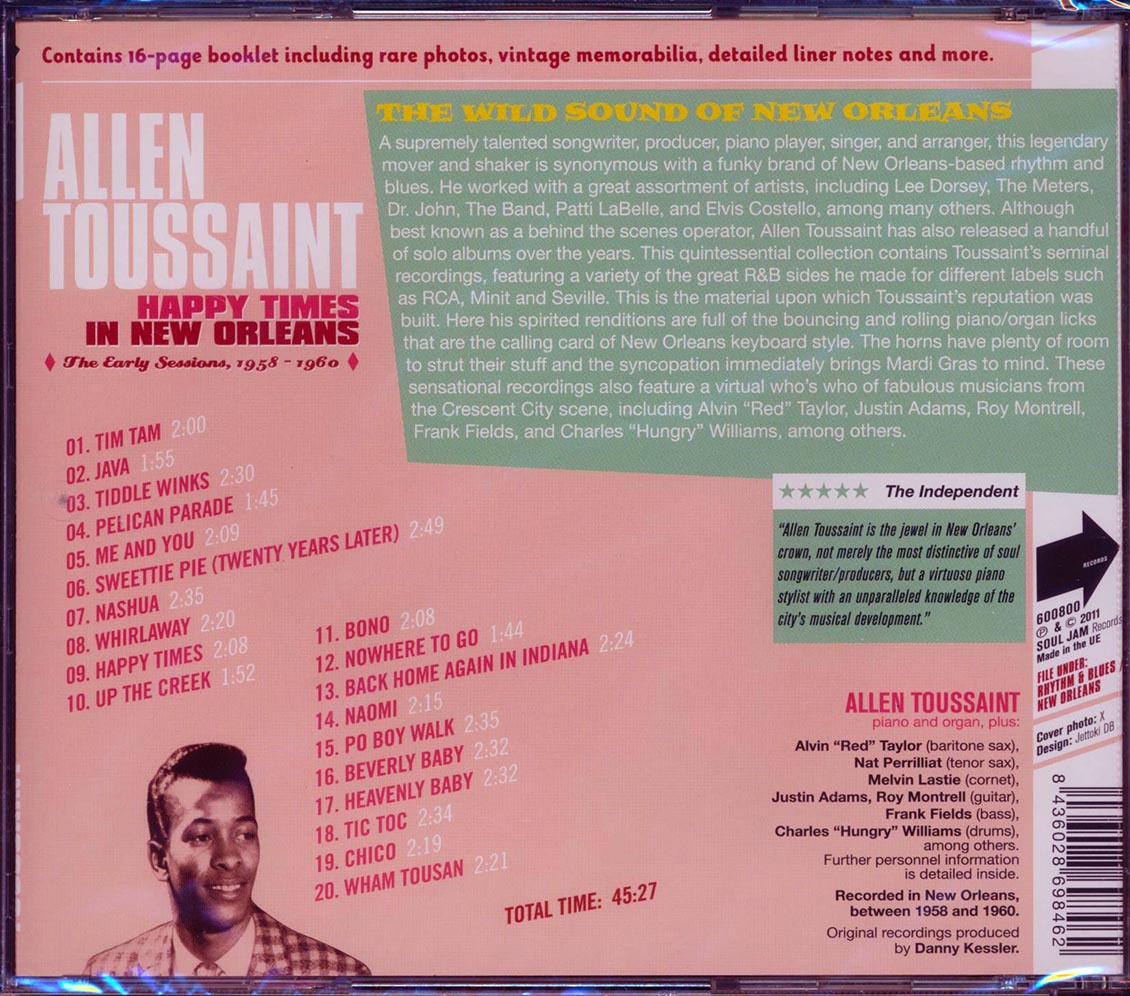 Contains 16-page booklet including rare photos, vintage memorabilia, detailed liner notes and more.
ALLEN
TOUSSAINT
HAPPY TIMES
IN NEW ORLEANS
The Early Sessions, 1958 - 1960
THE WILD SOUND OF NEW ORLEANS
A supremely talented songwriter, producer, piano player, singer, and arranger, this legendary
mover and shaker is synonymous with a funky brand of New Orleans-based rhythm and
blues. He worked with a great assortment of artists, including Lee Dorsey, The Meters,
Dr. John, The Band, Patti LaBelle, and Elvis Costello, among many others. Although
best known as a behind the scenes operator, Allen Toussaint has also released a handful
of solo albums over the years. This quintessential collection contains Toussaint's seminal
recordings, featuring a variety of the great R&B sides he made for different labels such
as RCA, Minit and Seville. This is the material upon which Toussaint's reputation was
built. Here his spirited renditions are full of the bouncing and rolling piano/organ licks
that are the calling card of New Orleans keyboard style. The horns have plenty of room
to strut their stuff and the syncopation immediately brings Mardi Gras to mind. These
sensational recordings also feature a virtual who's who of fabulous musicians from
the Crescent City scene, including Alvin "Red" Taylor, Justin Adams, Roy Montrell,
Frank Fields, and Charles "Hungry" Williams, among others.
01. TIM TAM 2:00
02. JAVA 1:55
03. TIDDLE WINKS 2:30
04. PELICAN PARADE 1:45
05. ME AND YOU 2:09
06. SWEETTIE PIE (TWENTY YEARS LATER) 2:49
07. NASHUA 2:35
08. WHIRLAWAY 2:20
09. HAPPY TIMES 2:08
10. UP THE CREEK 1:52
11. BONO 2:08
12. NOWHERE TO GO 1:44
13. BACK HOME AGAIN IN INDIANA 2:24
14. NAOMI 2:15
15. PO BOY WALK 2:35
16. BEVERLY BABY 2:32
17. HEAVENLY BABY 2:32
18. TIC TOC 2:34
19. CHICO 2:19
20. WHAM TOUSAN 2:21
TOTAL TIME: 45:27
★★★★★ The Independent
"Allen Toussaint is the jewel in New Orleans'
crown, not merely the most distinctive of soul
songwriter/producers, but a virtuoso piano
stylist with an unparalleled knowledge of the
city's musical development."
ALLEN TOUSSAINT
piano and organ, plus:
Alvin "Red" Taylor (baritone sax),
Nat Perrilliat (tenor sax),
Melvin Lastie (cornet),
Justin Adams, Roy Montrell (guitar),
Frank Fields (bass),
Charles "Hungry" Williams (drums),
among others.
Further personnel information
is detailed inside.
Recorded in New Orleans,
between 1958 and 1960.
Original recordings produced
by Danny Kessler.
RECORDS
600800
℗ & © 2011
SOUL JAM Records
Made in the UE
FILE UNDER:
RHYTHM & BLUES /
NEW ORLEANS
Cover photo: X
Design: Jettoki DB
8 436028 698462